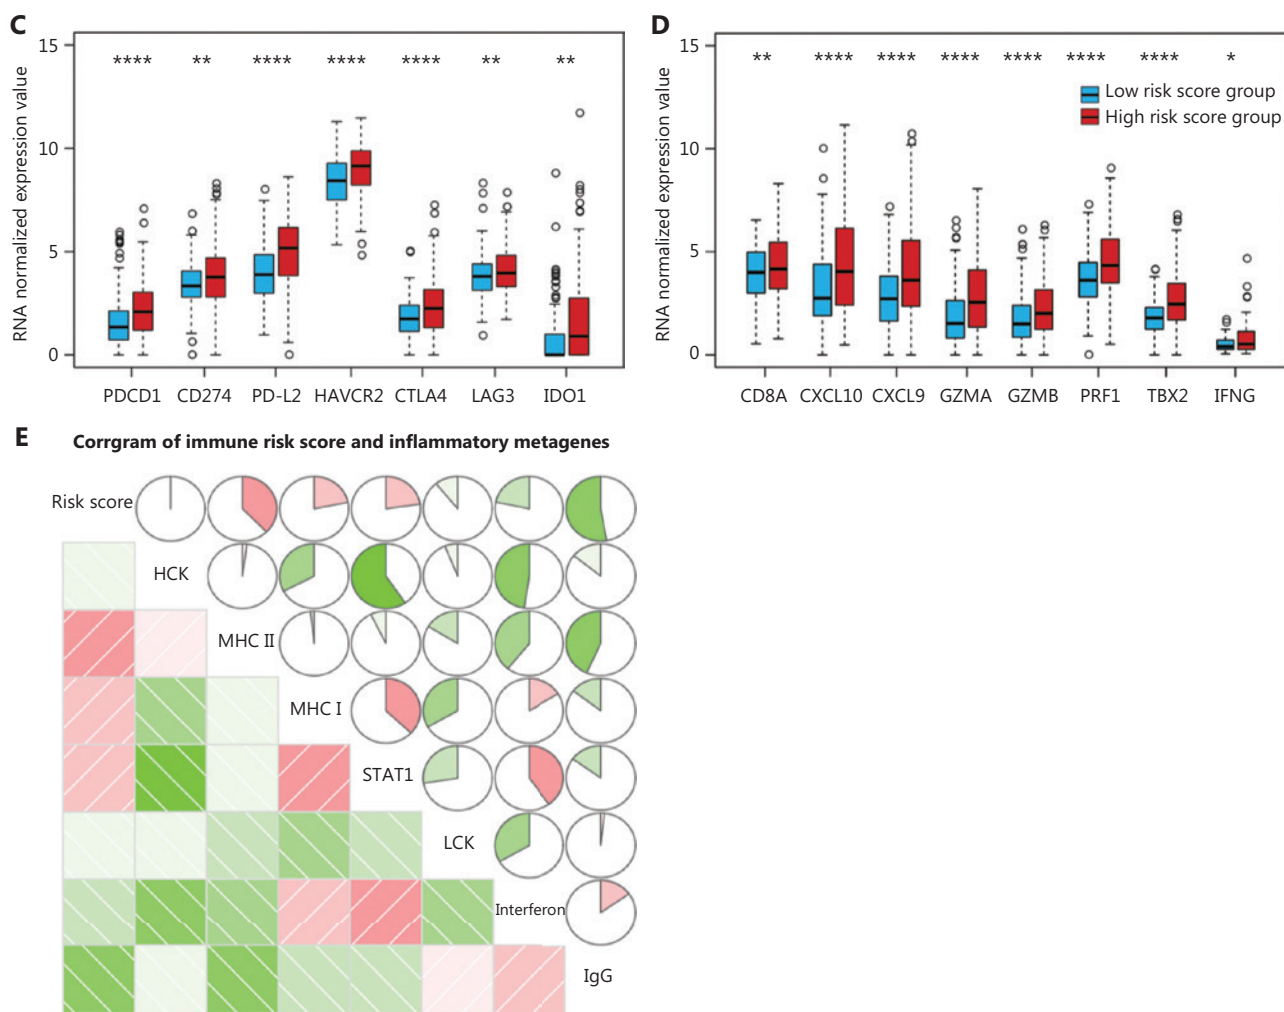 C
15
10
5
0
RNA normalized expression value
**** ** **** **** **** ** **
PDCD1 CD274 PD-L2 HAVCR2 CTLA4 LAG3 IDO1
D
15
10
5
0
RNA normalized expression value
** **** **** **** **** **** **** *
Low risk score group
High risk score group
CD8A CXCL10 CXCL9 GZMA GZMB PRF1 TBX2 IFNG
E
Corrgram of immune risk score and inflammatory metagenes
Risk score
HCK
MHC II
MHC I
STAT1
LCK
Interferon
IgG